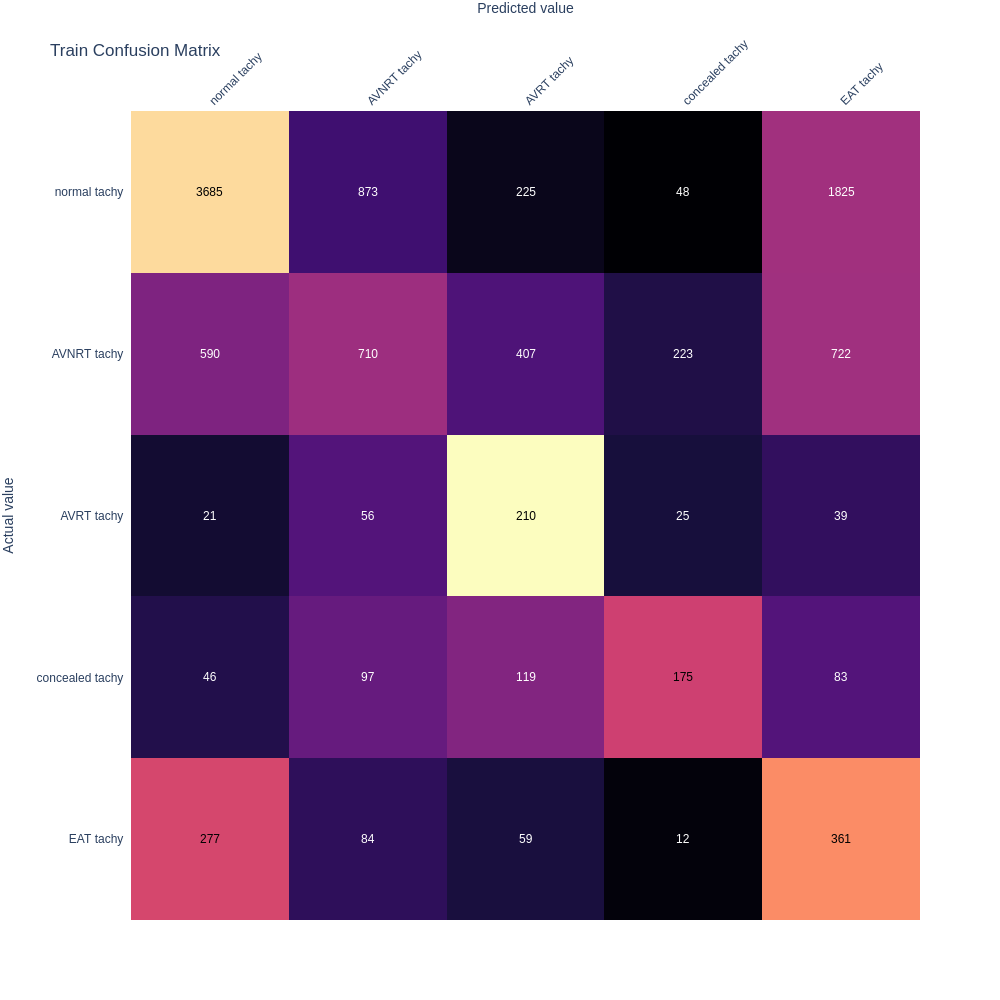 Predicted value
Train Confusion Matrix
normal tachy AVNRT tachy AVRT tachy concealed tachy EAT tachy
normal tachy 3685 873 225 48 1825
AVNRT tachy 590 710 407 223 722
Actual value
AVRT tachy 21 56 210 25 39
concealed tachy 46 97 119 175 83
EAT tachy 277 84 59 12 361